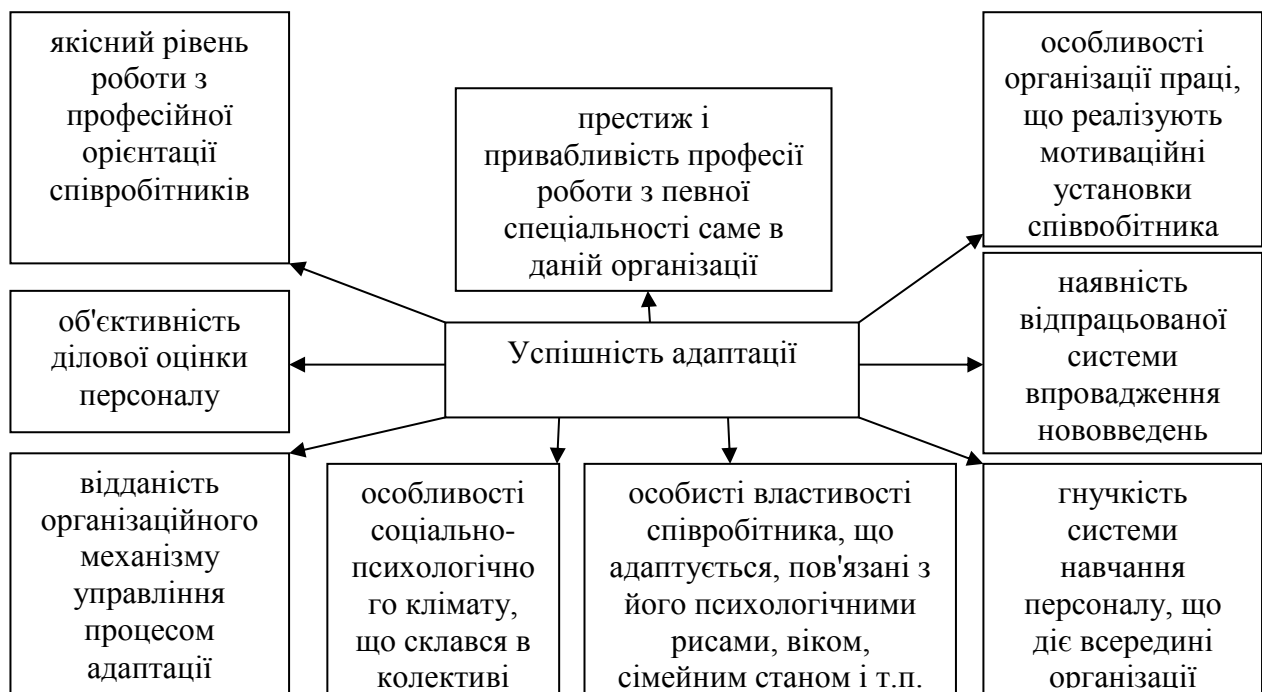 якісний рівень
роботи з
професійної
орієнтації
співробітників
престиж і
привабливість професії
роботи з певної
спеціальності саме в
даній організації
особливості
організації праці,
що реалізують
мотиваційні
установки
співробітника
об'єктивність
ділової оцінки
персоналу
Успішність адаптації
наявність
відпрацьованої
системи
впровадження
нововведень
відданість
організаційного
механізму
управління
процесом
адаптації
особливості
соціально-
психологічно
го клімату,
що склався в
колективі
особисті властивості
співробітника, що
адаптується, пов'язані з
його психологічними
рисами, віком,
сімейним станом і т.п.
гнучкість
системи
навчання
персоналу, що
діє всередині
організації